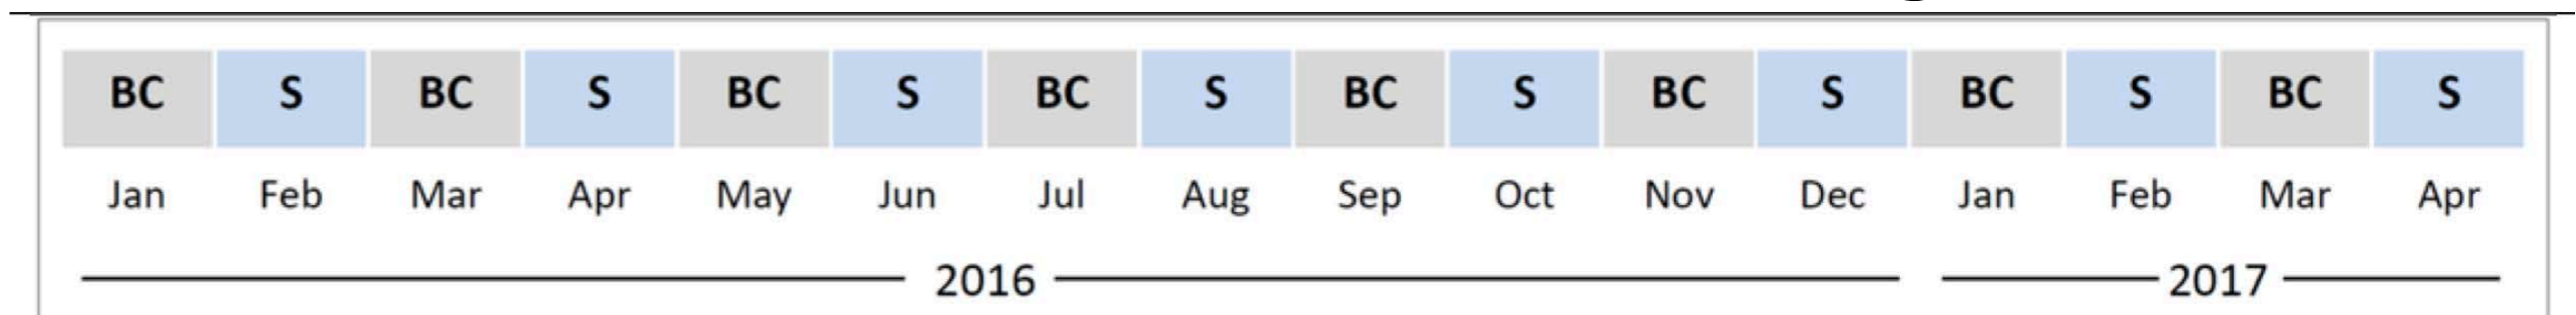 BC S BC S BC S BC S BC S BC S BC S BC S
Jan Feb Mar Apr May Jun Jul Aug Sep Oct Nov Dec Jan Feb Mar Apr
2016 2017